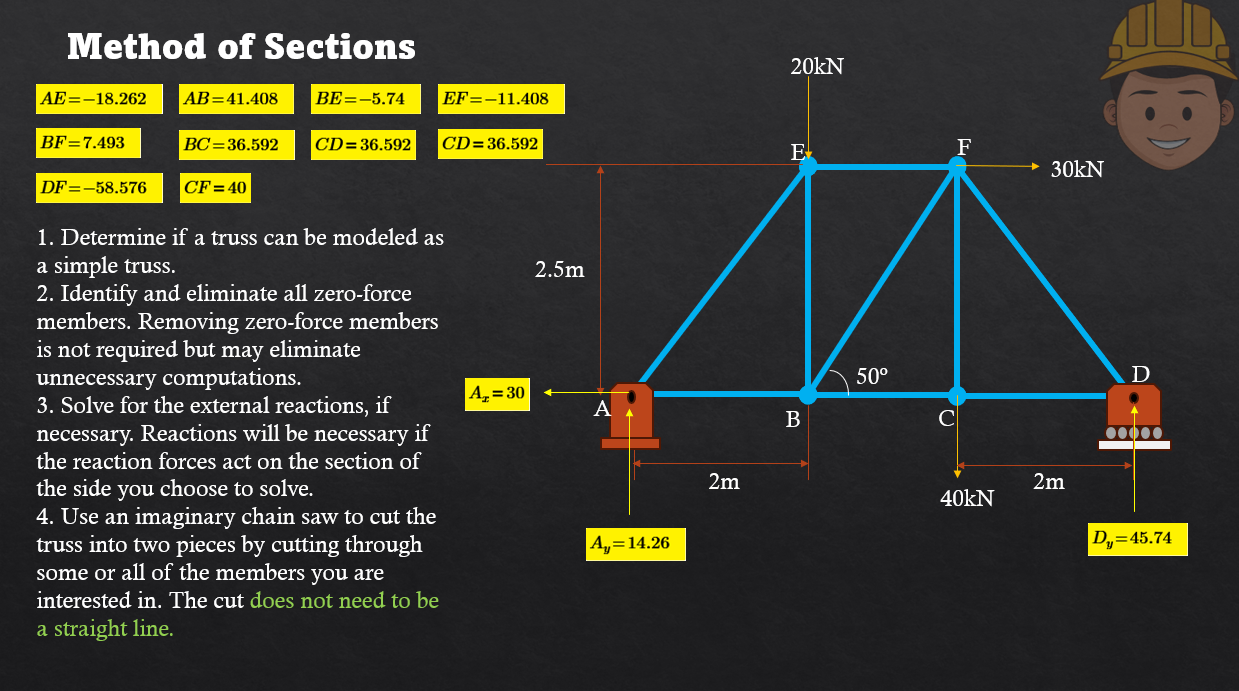 Method of Sections
AE=−18.262
AB=41.408
BE=−5.74
EF=−11.408
BF=7.493
BC=36.592
CD=36.592
CD=36.592
DF=−58.576
CF=40
1. Determine if a truss can be modeled as
a simple truss.
2. Identify and eliminate all zero-force
members. Removing zero-force members
is not required but may eliminate
unnecessary computations.
3. Solve for the external reactions, if
necessary. Reactions will be necessary if
the reaction forces act on the section of
the side you choose to solve.
4. Use an imaginary chain saw to cut the
truss into two pieces by cutting through
some or all of the members you are
interested in. The cut does not need to be
a straight line.
20kN
E
F
30kN
2.5m
50º
Aₓ=30
A
B
C
D
2m
40kN
2m
A_y=14.26
D_y=45.74